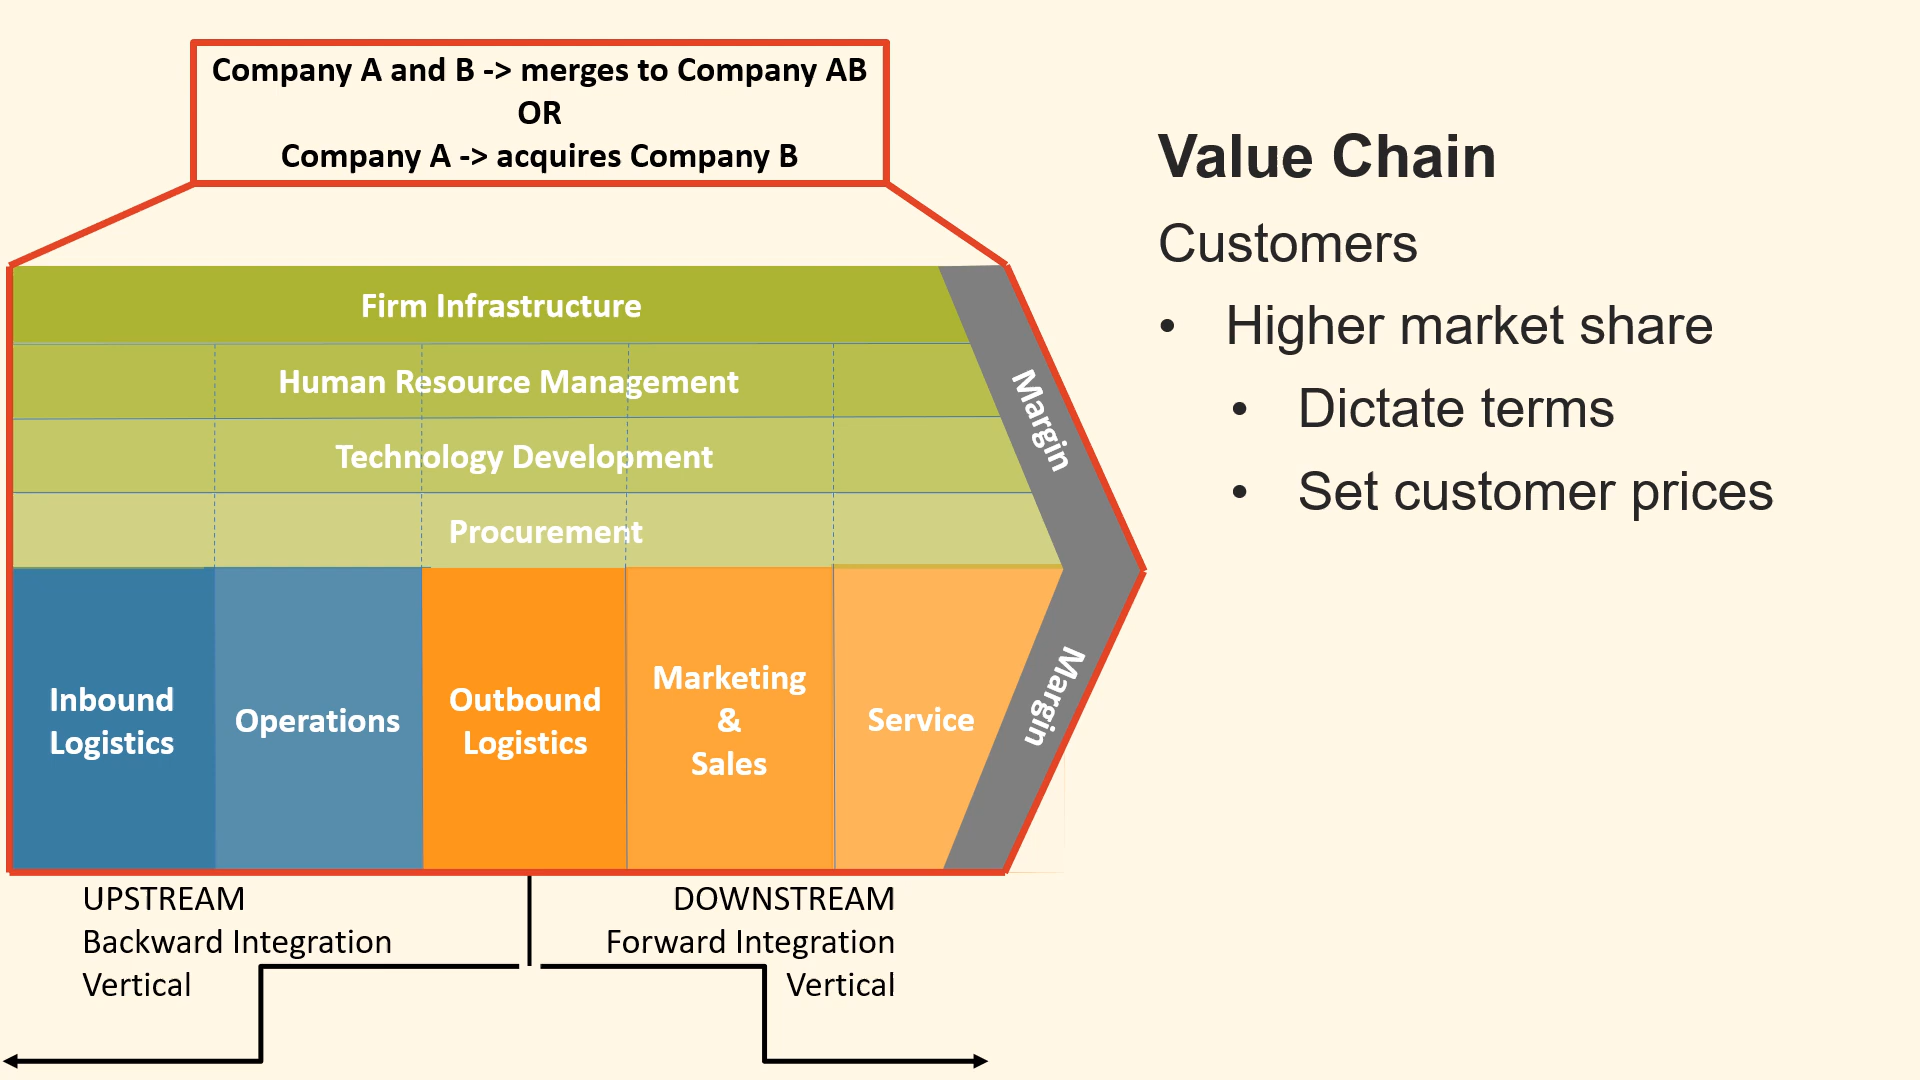 Company A and B -> merges to Company AB
OR
Company A -> acquires Company B
Firm Infrastructure
Human Resource Management
Technology Development
Procurement
Inbound
Logistics
Operations
Outbound
Logistics
Marketing
&
Sales
Service
Margin
Margin
UPSTREAM
Backward Integration
Vertical
DOWNSTREAM
Forward Integration
Vertical
Value Chain
Customers
• Higher market share
• Dictate terms
• Set customer prices